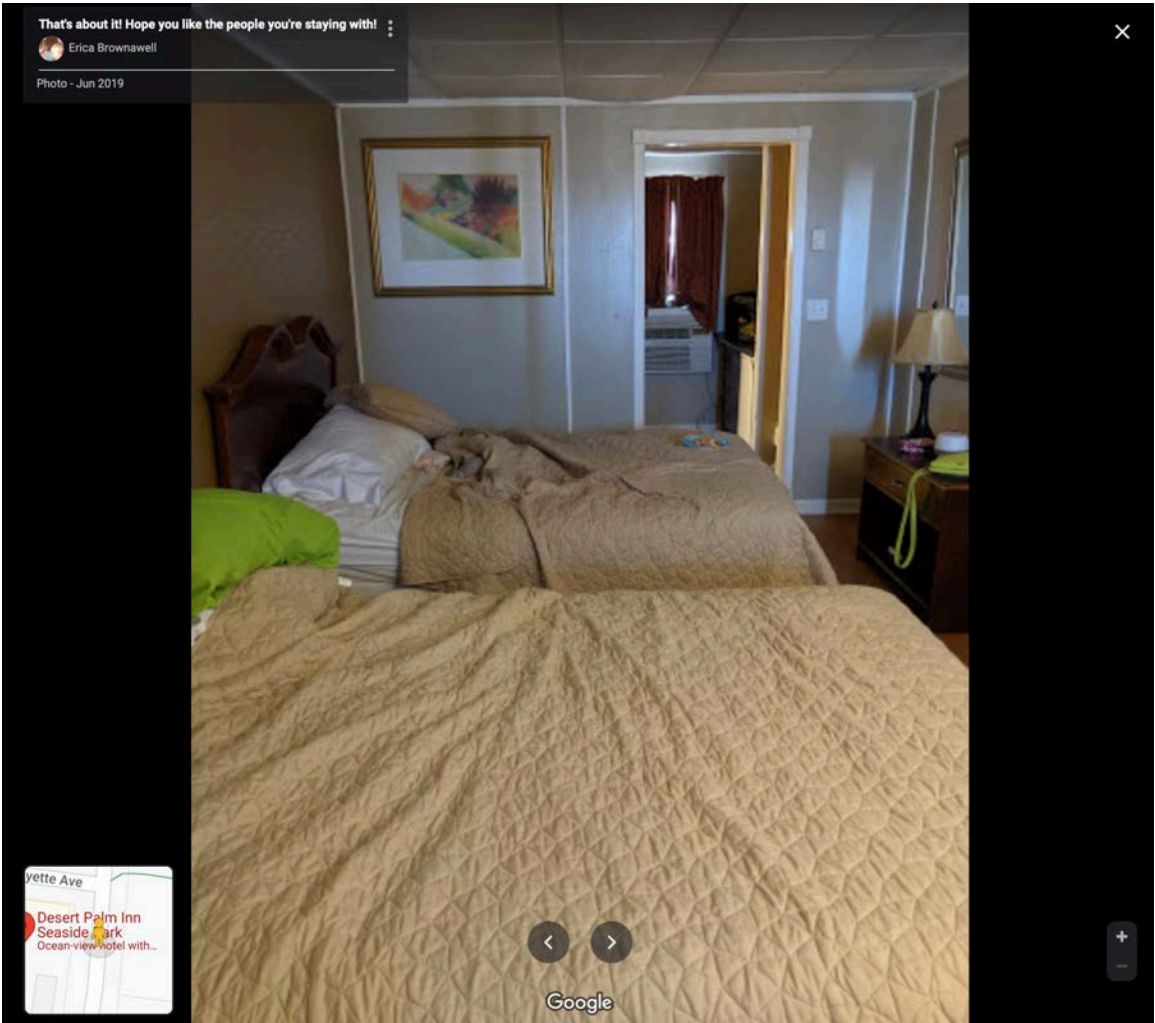 That's about it! Hope you like the people you're staying with!
Erica Brownawell
Photo - Jun 2019
yette Ave
Desert Palm Inn
Seaside Park
Ocean-view hotel with...
Google